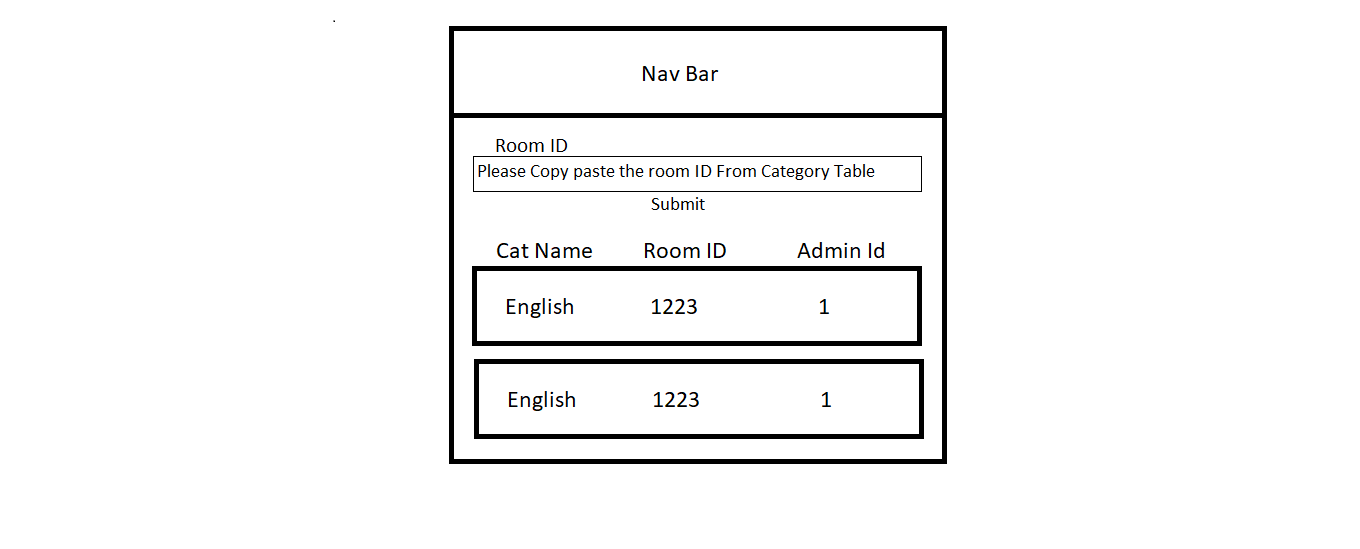 Nav Bar
Room ID
Please Copy paste the room ID From Category Table
Submit
Cat Name Room ID Admin Id
English 1223 1
English 1223 1